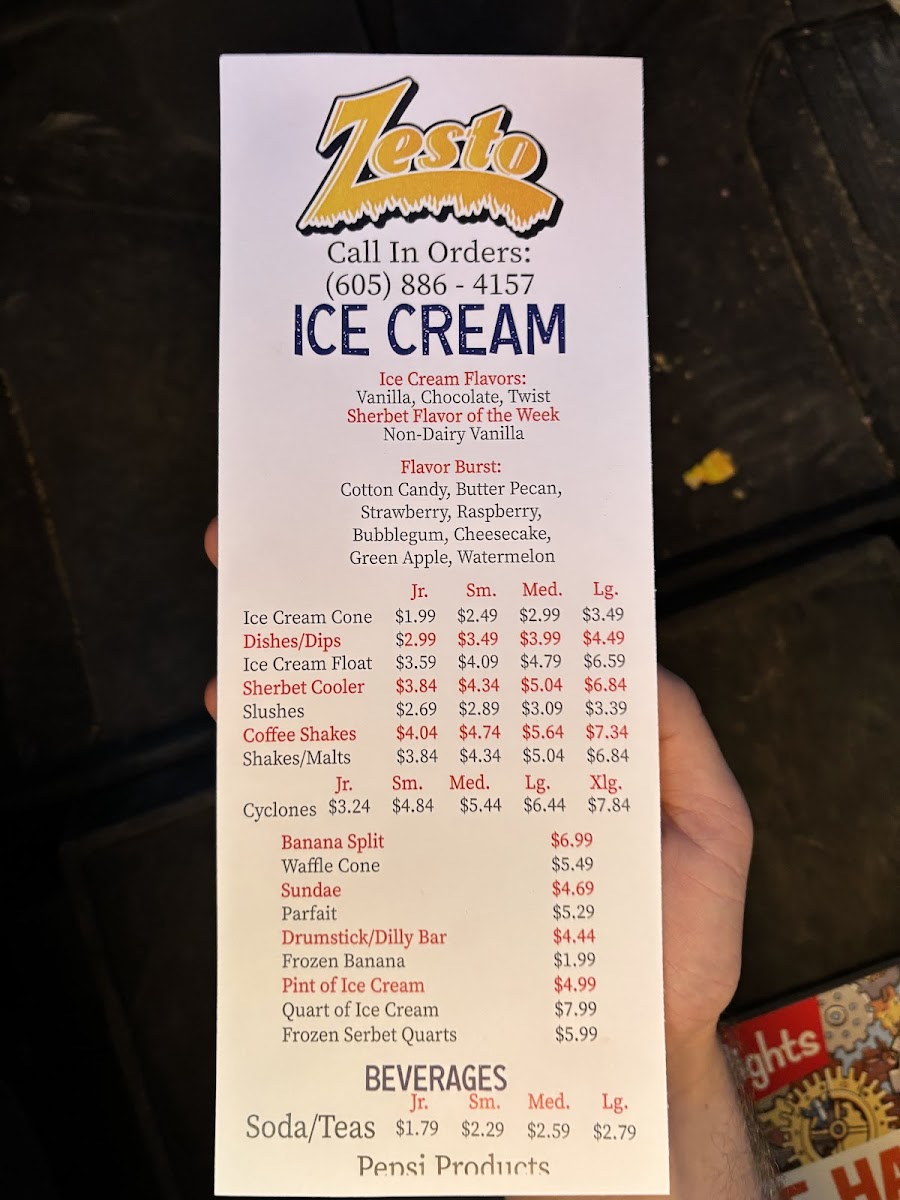 Zesto
Call In Orders:
(605) 886 - 4157
ICE CREAM
Ice Cream Flavors:
Vanilla, Chocolate, Twist
Sherbet Flavor of the Week
Non-Dairy Vanilla
Flavor Burst:
Cotton Candy, Butter Pecan,
Strawberry, Raspberry,
Bubblegum, Cheesecake,
Green Apple, Watermelon
Jr. Sm. Med. Lg.
Ice Cream Cone $1.99 $2.49 $2.99 $3.49
Dishes/Dips $2.99 $3.49 $3.99 $4.49
Ice Cream Float $3.59 $4.09 $4.79 $6.59
Sherbet Cooler $3.84 $4.34 $5.04 $6.84
Slushes $2.69 $2.89 $3.09 $3.39
Coffee Shakes $4.04 $4.74 $5.64 $7.34
Shakes/Malts $3.84 $4.34 $5.04 $6.84
Jr. Sm. Med. Lg. Xlg.
Cyclones $3.24 $4.84 $5.44 $6.44 $7.84
Banana Split $6.99
Waffle Cone $5.49
Sundae $4.69
Parfait $5.29
Drumstick/Dilly Bar $4.44
Frozen Banana $1.99
Pint of Ice Cream $4.99
Quart of Ice Cream $7.99
Frozen Serbet Quarts $5.99
BEVERAGES
Jr. Sm. Med. Lg.
Soda/Teas $1.79 $2.29 $2.59 $2.79
Pepsi Products
ghts
HA